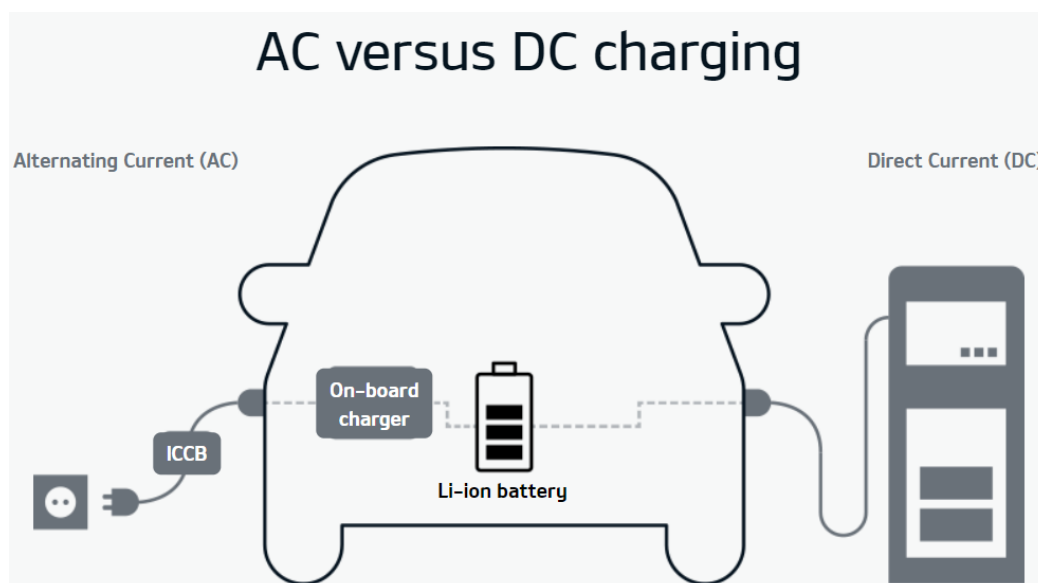 AC versus DC charging
Alternating Current (AC)
Direct Current (DC)
On-board
charger
ICCB
Li-ion battery